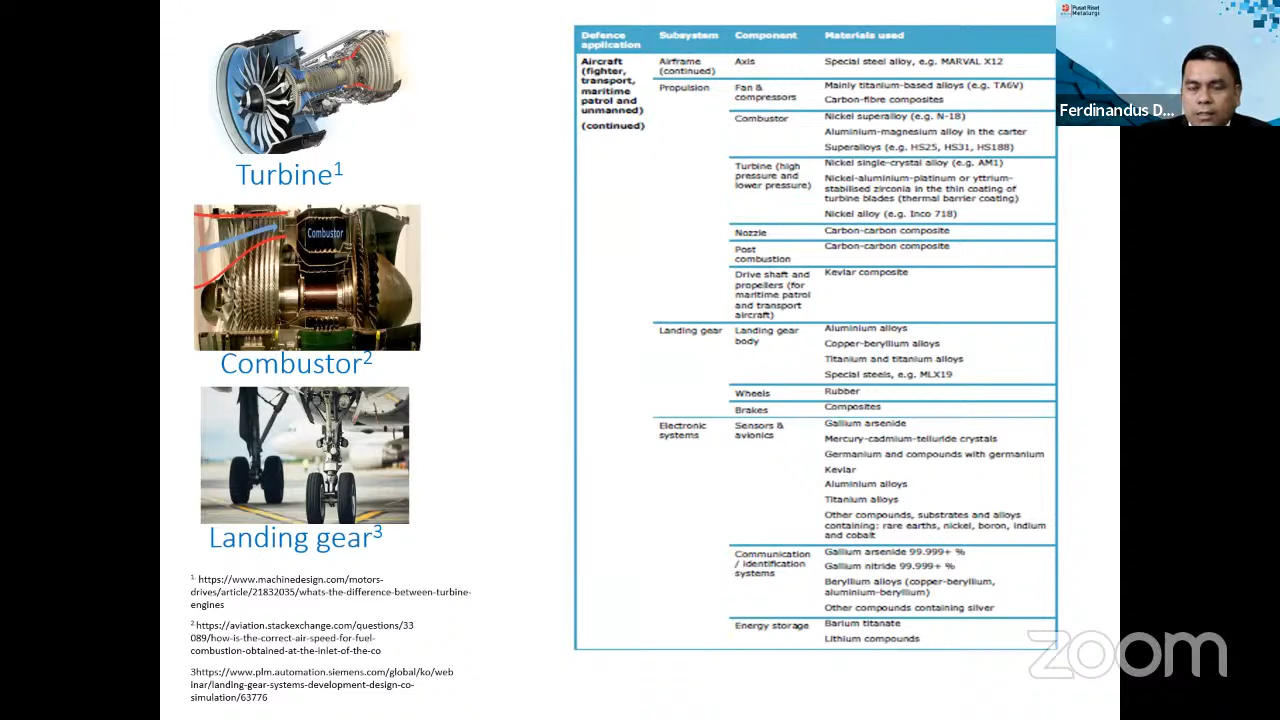 Turbine1
Combustor
Combustor2
Landing gear3
1 https://www.machinedesign.com/motors-
drives/article/21832035/whats-the-difference-between-turbine-
engines
2 https://aviation.stackexchange.com/questions/33
089/how-is-the-correct-air-speed-for-fuel-
combustion-obtained-at-the-inlet-of-the-co
3https://www.plm.automation.siemens.com/global/ko/web
inar/landing-gear-systems-development-design-co-
simulation/63776
Defence
application
Subsystem
Component
Materials used
Aircraft
(fighter,
transport,
maritime
patrol and
unmanned)
(continued)
Airframe
(continued)
Axis
Special steel alloy, e.g. MARVAL X12
Propulsion
Fan &
compressors
Mainly titanium-based alloys (e.g. TA6V)
Carbon-fibre composites
Combustor
Nickel superalloy (e.g. N-18)
Aluminium-magnesium alloy in the carter
Superalloys (e.g. HS25, HS31, HS188)
Turbine (high
pressure and
lower pressure)
Nickel single-crystal alloy (e.g. AM1)
Nickel-aluminium-platinum or yttrium-
stabilised zirconia in the thin coating of
turbine blades (thermal barrier coating)
Nickel alloy (e.g. Inco 718)
Nozzle
Carbon-carbon composite
Post
combustion
Carbon-carbon composite
Drive shaft and
propellers (for
maritime patrol
and transport
aircraft)
Kevlar composite
Landing gear
Landing gear
body
Aluminium alloys
Copper-beryllium alloys
Titanium and titanium alloys
Special steels, e.g. MLX19
Wheels
Rubber
Brakes
Composites
Electronic
systems
Sensors &
avionics
Gallium arsenide
Mercury-cadmium-telluride crystals
Germanium and compounds with germanium
Kevlar
Aluminium alloys
Titanium alloys
Other compounds, substrates and alloys
containing: rare earths, nickel, boron, indium
and cobalt
Communication
/ identification
systems
Gallium arsenide 99.999+ %
Gallium nitride 99.999+ %
Beryllium alloys (copper-beryllium,
aluminium-beryllium)
Other compounds containing silver
Energy storage
Barium titanate
Lithium compounds
Pusat Riset
Metalurgi
Ferdinandus D...
zoom